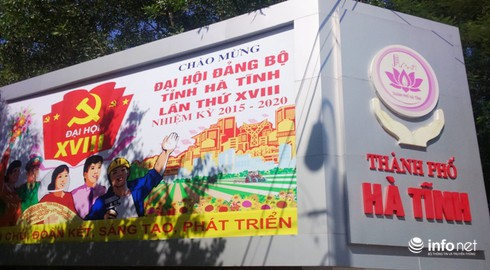 CHÀO MỪNG
ĐẠI HỘI ĐẢNG BỘ
TỈNH HÀ TĨNH
LẦN THỨ XVIII
NHIỆM KỲ 2015 - 2020
ĐẠI HỘI
XVIII
CHỦ, ĐOÀN KẾT, SÁNG TẠO, PHÁT TRIỂN
THÀNH PHỐ
HÀ TĨNH
infonet